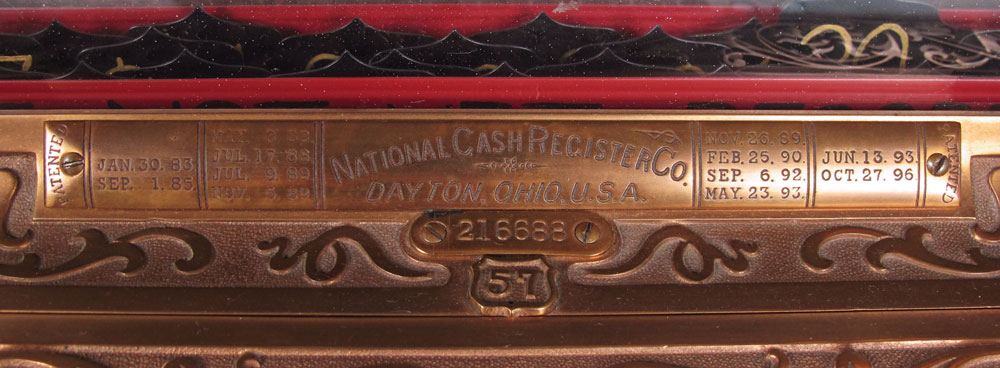 PATENTED
JAN. 30. 83.
SEP. 1. 85
JUL. 17. 88
JUL. 9. 89
NATIONAL CASH REGISTER CO.
DAYTON, OHIO, U.S.A.
NOV. 26. 89.
FEB. 25. 90.
SEP. 6. 92.
MAY. 23. 93.
JUN. 13. 93.
OCT. 27. 96.
PATENTED
216688
57